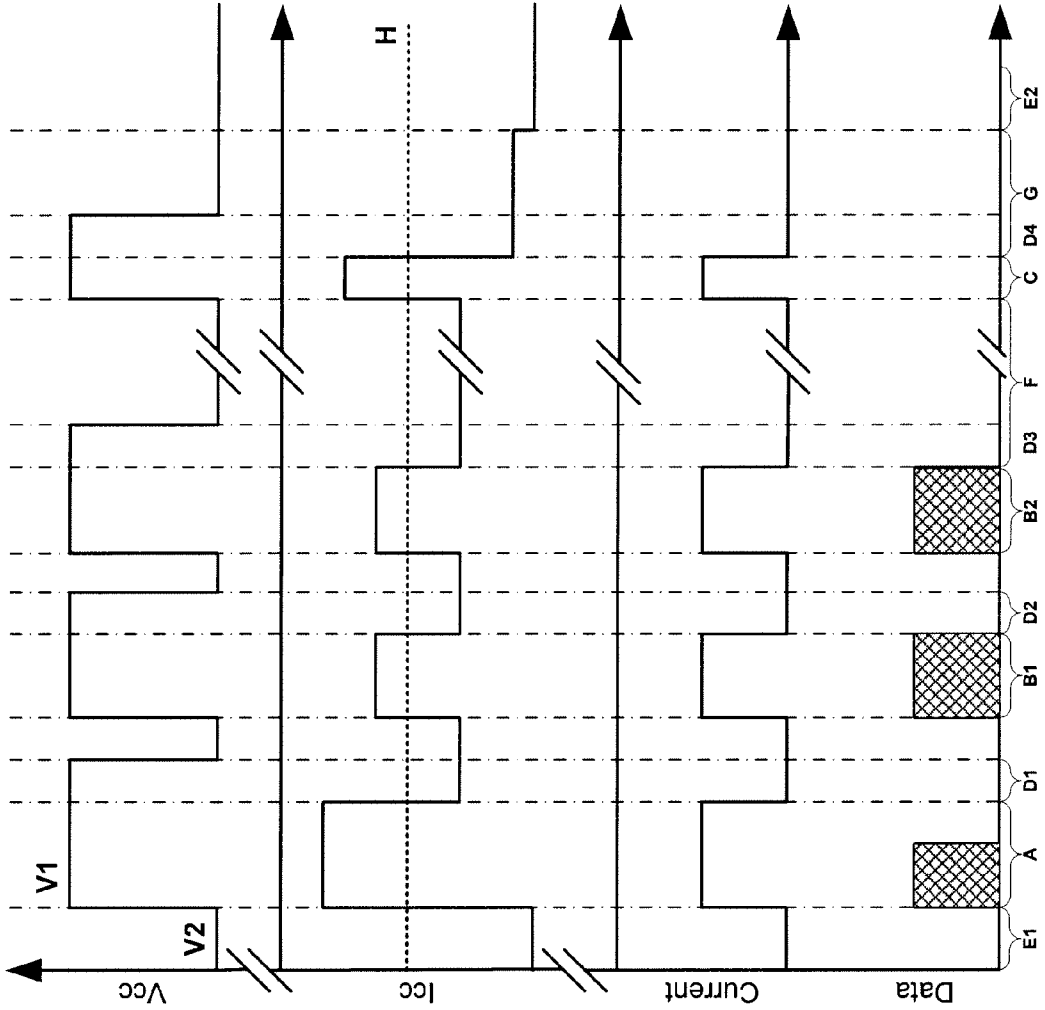 Vcc
V1
V2
Icc
H
Current
Data
E1 A D1 B1 D2 B2 D3 F C D4 G E2